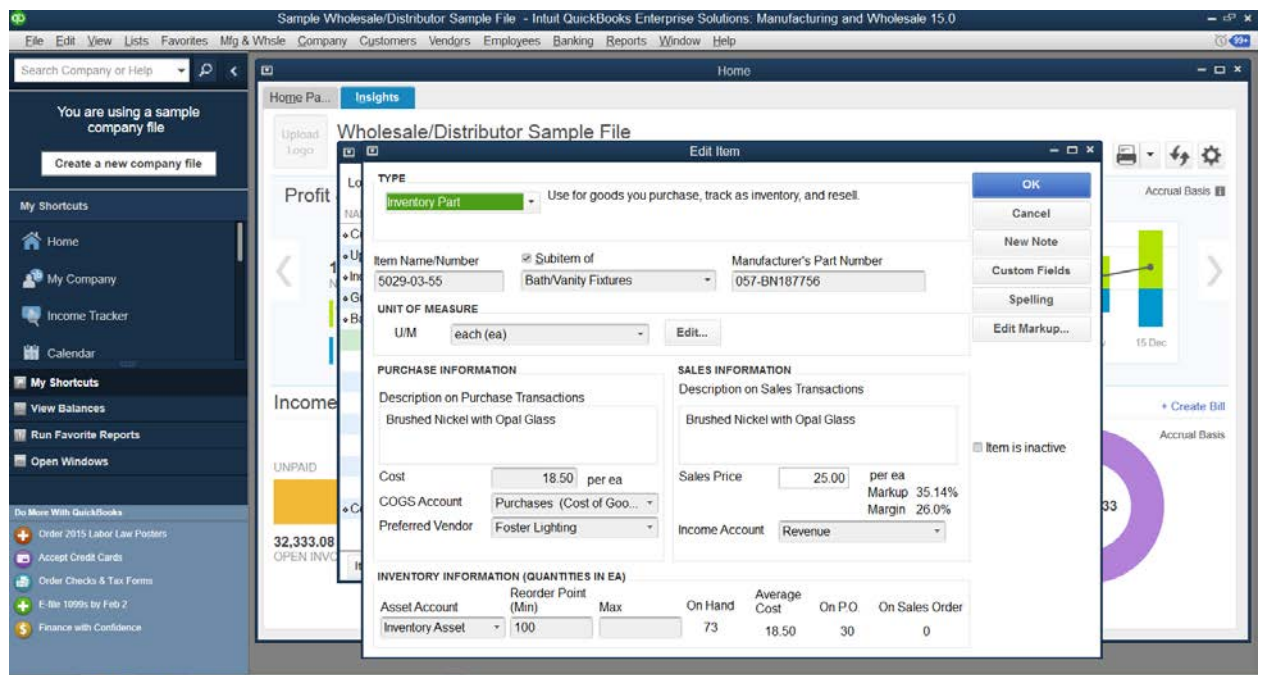 qb
Sample Wholesale/Distributor Sample File - Intuit QuickBooks Enterprise Solutions: Manufacturing and Wholesale 15.0
File Edit View Lists Favorites Mfg & Whsle Company Customers Vendors Employees Banking Reports Window Help
99+
Search Company or Help
Home
You are using a sample
company file
Create a new company file
My Shortcuts
Home
My Company
Income Tracker
Calendar
My Shortcuts
View Balances
Run Favorite Reports
Open Windows
Do More With QuickBooks
Order 2015 Labor Law Posters
Accept Credit Cards
Order Checks & Tax Forms
E-file 1099s by Feb 2
Finance with Confidence
Home Pa... Insights
Upload
Logo
Wholesale/Distributor Sample File
Profit
Accrual Basis
15 Dec
Income
+ Create Bill
Accrual Basis
UNPAID
32,333.08
OPEN INVO
33
Lo
NA
Edit Item
TYPE
Inventory Part
Use for goods you purchase, track as inventory, and resell.
OK
Cancel
New Note
Custom Fields
Spelling
Edit Markup...
Item is inactive
Item Name/Number Subitem of Manufacturer's Part Number
5029-03-55 Bath/Vanity Fixtures 057-BN187756
UNIT OF MEASURE
U/M each (ea) Edit...
PURCHASE INFORMATION
Description on Purchase Transactions
Brushed Nickel with Opal Glass
Cost 18.50 per ea
COGS Account Purchases (Cost of Goo...
Preferred Vendor Foster Lighting
SALES INFORMATION
Description on Sales Transactions
Brushed Nickel with Opal Glass
Sales Price 25.00 per ea
Markup 35.14%
Margin 26.0%
Income Account Revenue
INVENTORY INFORMATION (QUANTITIES IN EA)
Asset Account Reorder Point (Min) Max On Hand Average Cost On P.O. On Sales Order
Inventory Asset 100 73 18.50 30 0